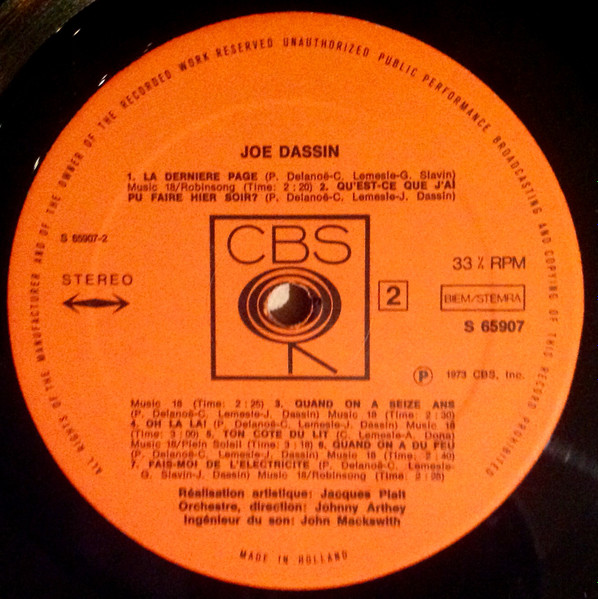 ALL RIGHTS OF THE MANUFACTURER AND OF THE OWNER OF THE RECORDED WORK RESERVED UNAUTHORIZED PUBLIC PERFORMANCE BROADCASTING AND COPYING OF THIS RECORD PROHIBITED
JOE DASSIN
1. LA DERNIERE PAGE (P. Delanoë-C. Lemesle-G. Slavin)
Music 18/Robinsong (Time: 2:20) 2. QU'EST-CE QUE J'AI
PU FAIRE HIER SOIR? (P. Delanoë-C. Lemesle-J. Dassin)
S 65907-2
CBS
STEREO
33 ⅓ RPM
2
BIEM/STEMRA
S 65907
P 1973 CBS, Inc.
Music 18 (Time: 2:25) 3. QUAND ON A SEIZE ANS
(P. Delanoë-C. Lemesle-J. Dassin) Music 18 (Time: 2:30)
4. OH LA LA! (P. Delanoë-C. Lemesle-J. Dassin) Music 18
(Time: 3:00) 5. TON COTE DU LIT (C. Lemesle-A. Dona)
Music 18/Plein Soleil (Time: 3:18) 6. QUAND ON A DU FEU
(P. Delanoë-C. Lemesle-J. Dassin) Music 18 (Time: 2:40)
7. FAIS-MOI DE L'ELECTRICITE (P. Delanoë-C. Lemesle-
G. Slavin-J. Dassin) Music 18/Robinsong (Time: 2:25)
Réalisation artistique: Jacques Plait
Orchestre, direction: Johnny Arthey
Ingénieur du son: John Mackswith
MADE IN HOLLAND